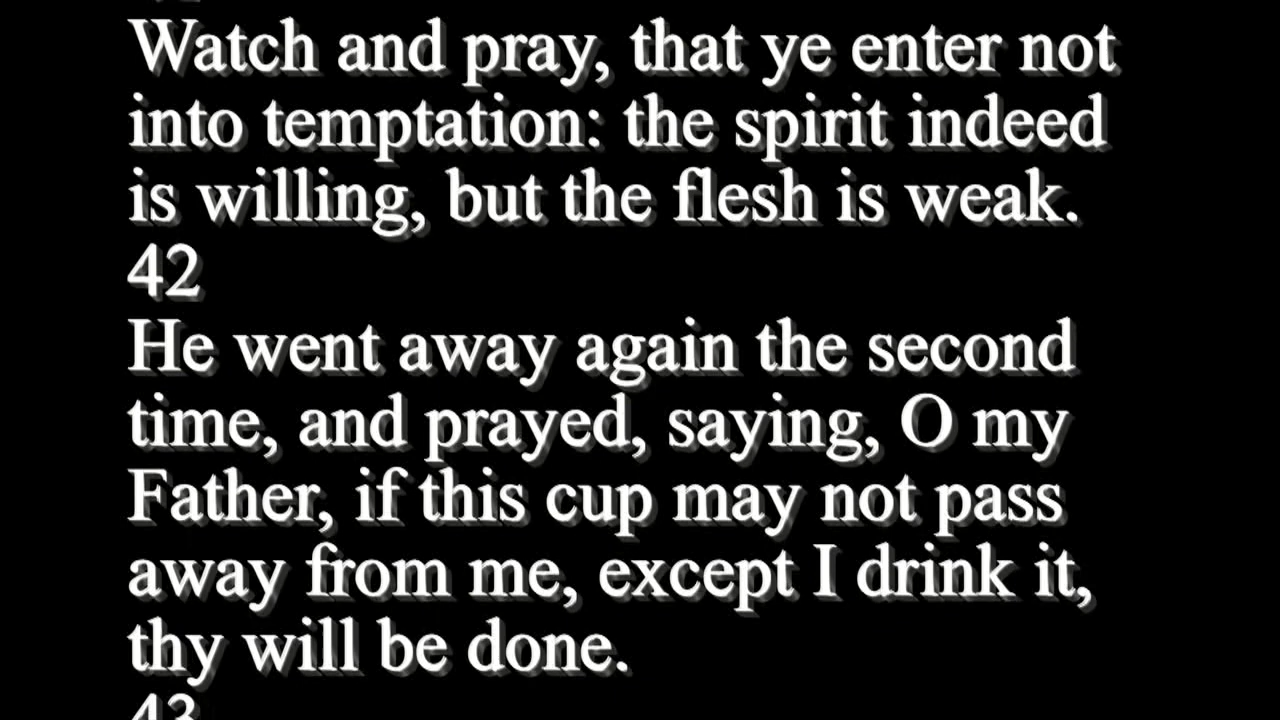 Watch and pray, that ye enter not
into temptation: the spirit indeed
is willing, but the flesh is weak.
42
He went away again the second
time, and prayed, saying, O my
Father, if this cup may not pass
away from me, except I drink it,
thy will be done.
43